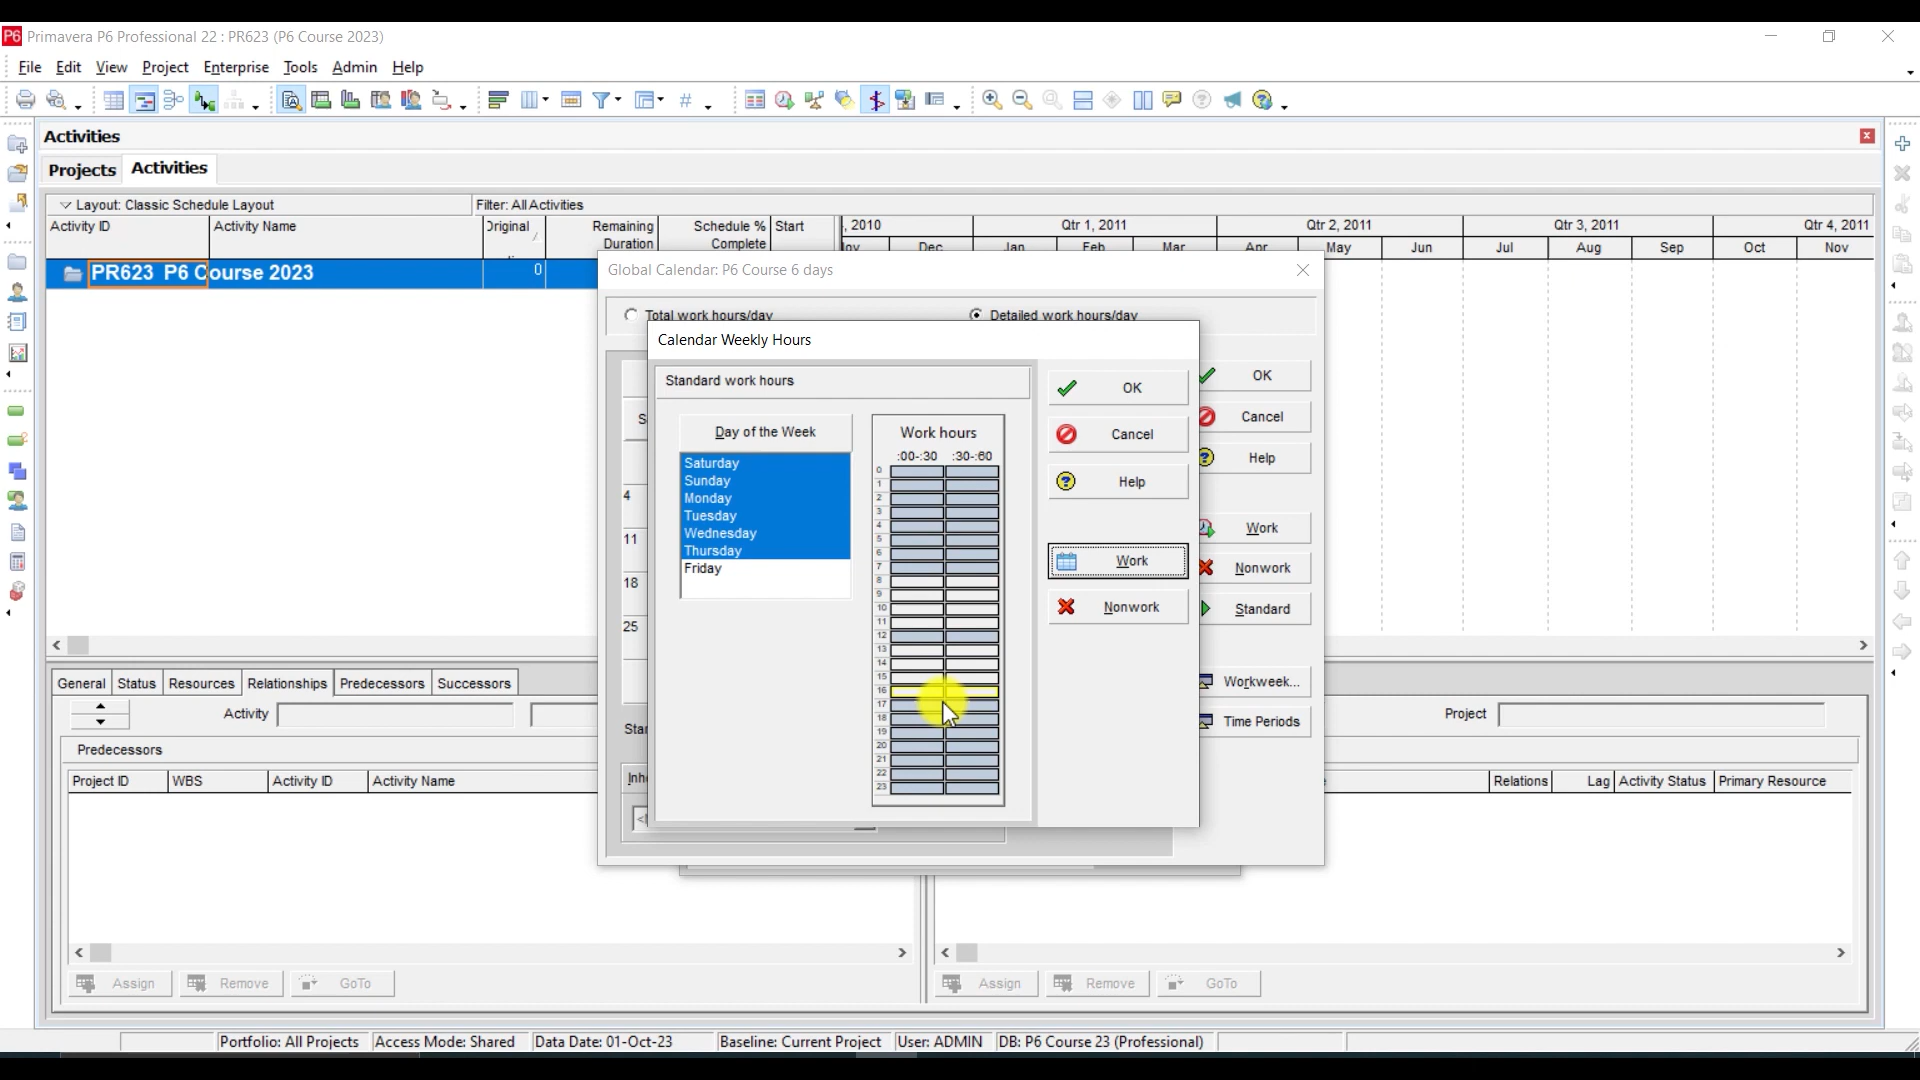 P6 Primavera P6 Professional 22 : PR623 (P6 Course 2023)
File Edit View Project Enterprise Tools Admin Help
Activities
Projects Activities
Layout: Classic Schedule Layout Filter: All Activities
Activity ID Activity Name Original Remaining Duration Schedule % Complete Start , 2010 Qtr 1, 2011 Qtr 2, 2011 Qtr 3, 2011 Qtr 4, 2011
Dec Jan Feb Mar Apr May Jun Jul Aug Sep Oct Nov
PR623 P6 Course 2023 0
Global Calendar: P6 Course 6 days
Total work hours/day Detailed work hours/day
Calendar Weekly Hours
Standard work hours
Day of the Week
Saturday
Sunday
Monday
Tuesday
Wednesday
Thursday
Friday
Work hours
:00-:30 :30-:60
0
1
2
3
4
5
6
7
8
9
10
11
12
13
14
15
16
17
18
19
20
21
22
23
OK
Cancel
Help
Work
Nonwork
4
11
18
25
OK
Cancel
Help
Work
Nonwork
Standard
Workweek...
Time Periods
General Status Resources Relationships Predecessors Successors
Activity Project
Predecessors
Project ID WBS Activity ID Activity Name Relations Lag Activity Status Primary Resource
Assign Remove GoTo Assign Remove GoTo
Portfolio: All Projects Access Mode: Shared Data Date: 01-Oct-23 Baseline: Current Project User: ADMIN DB: P6 Course 23 (Professional)